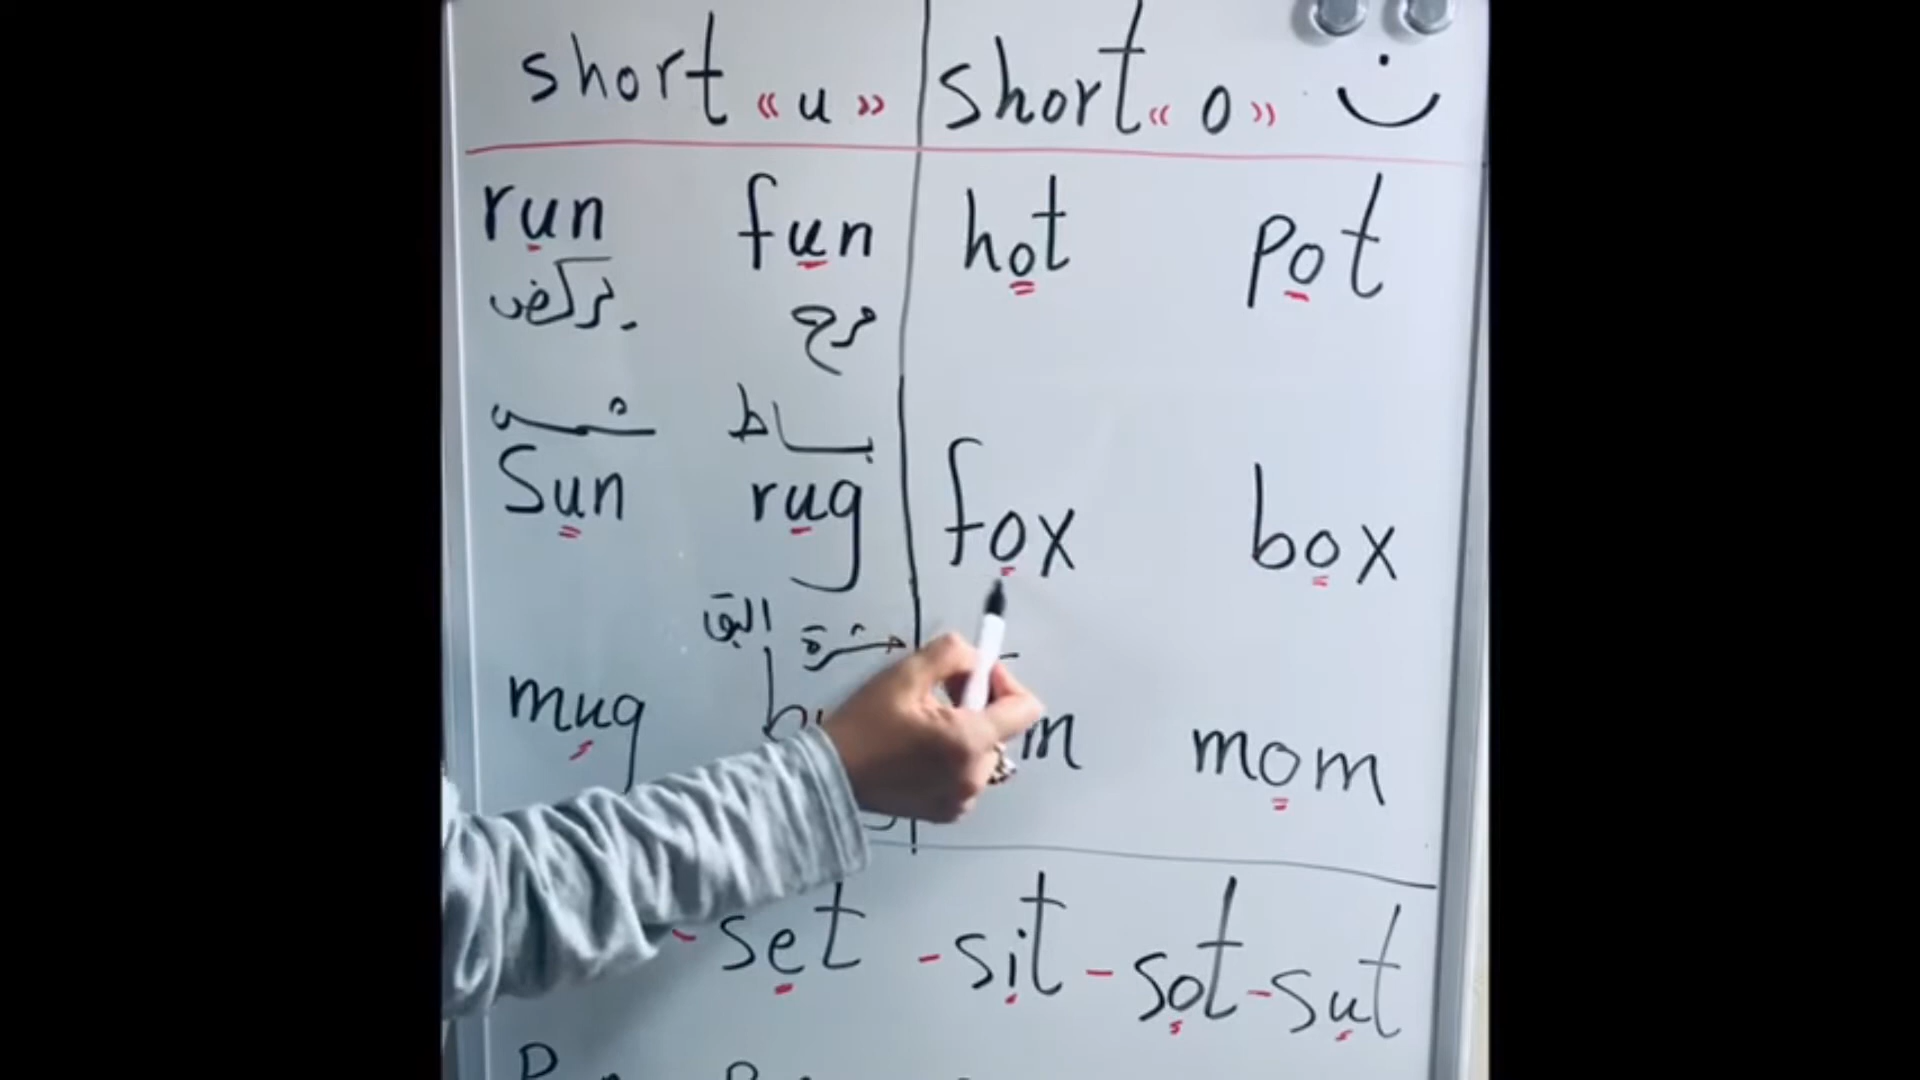 short « u » short « o »
run fun hot pot
يركض مرح
شمس بساط
Sun rug fox box
حشرة البق
mug mom
- set - sit - sot - sut